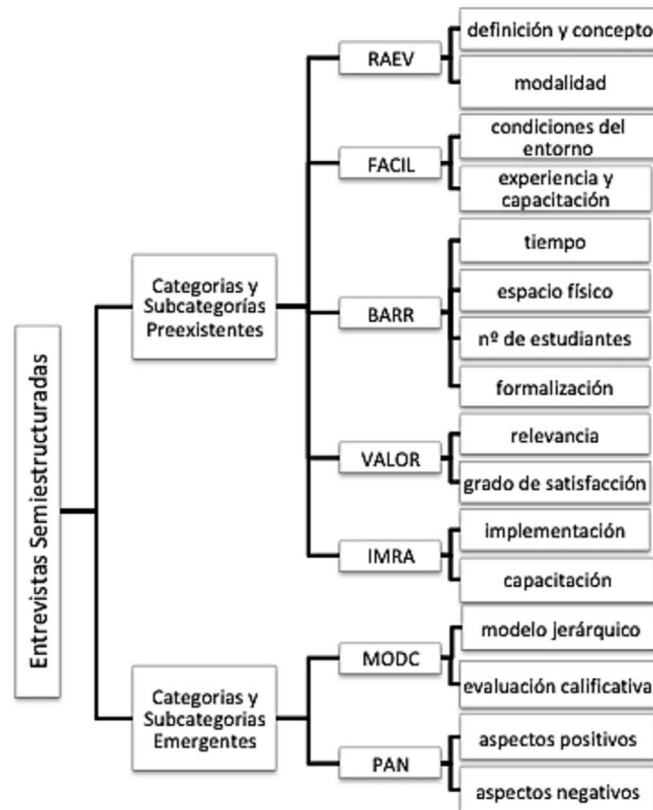 Entrevistas Semiestructuradas
Categorias y
Subcategorías
Preexistentes
RAEV
definición y concepto
modalidad
FACIL
condiciones del
entorno
experiencia y
capacitación
BARR
tiempo
espacio físico
nº de estudiantes
formalización
VALOR
relevancia
grado de satisfacción
IMRA
implementación
capacitación
Categorias y
Subcategorias
Emergentes
MODC
modelo jerárquico
evaluación calificativa
PAN
aspectos positivos
aspectos negativos